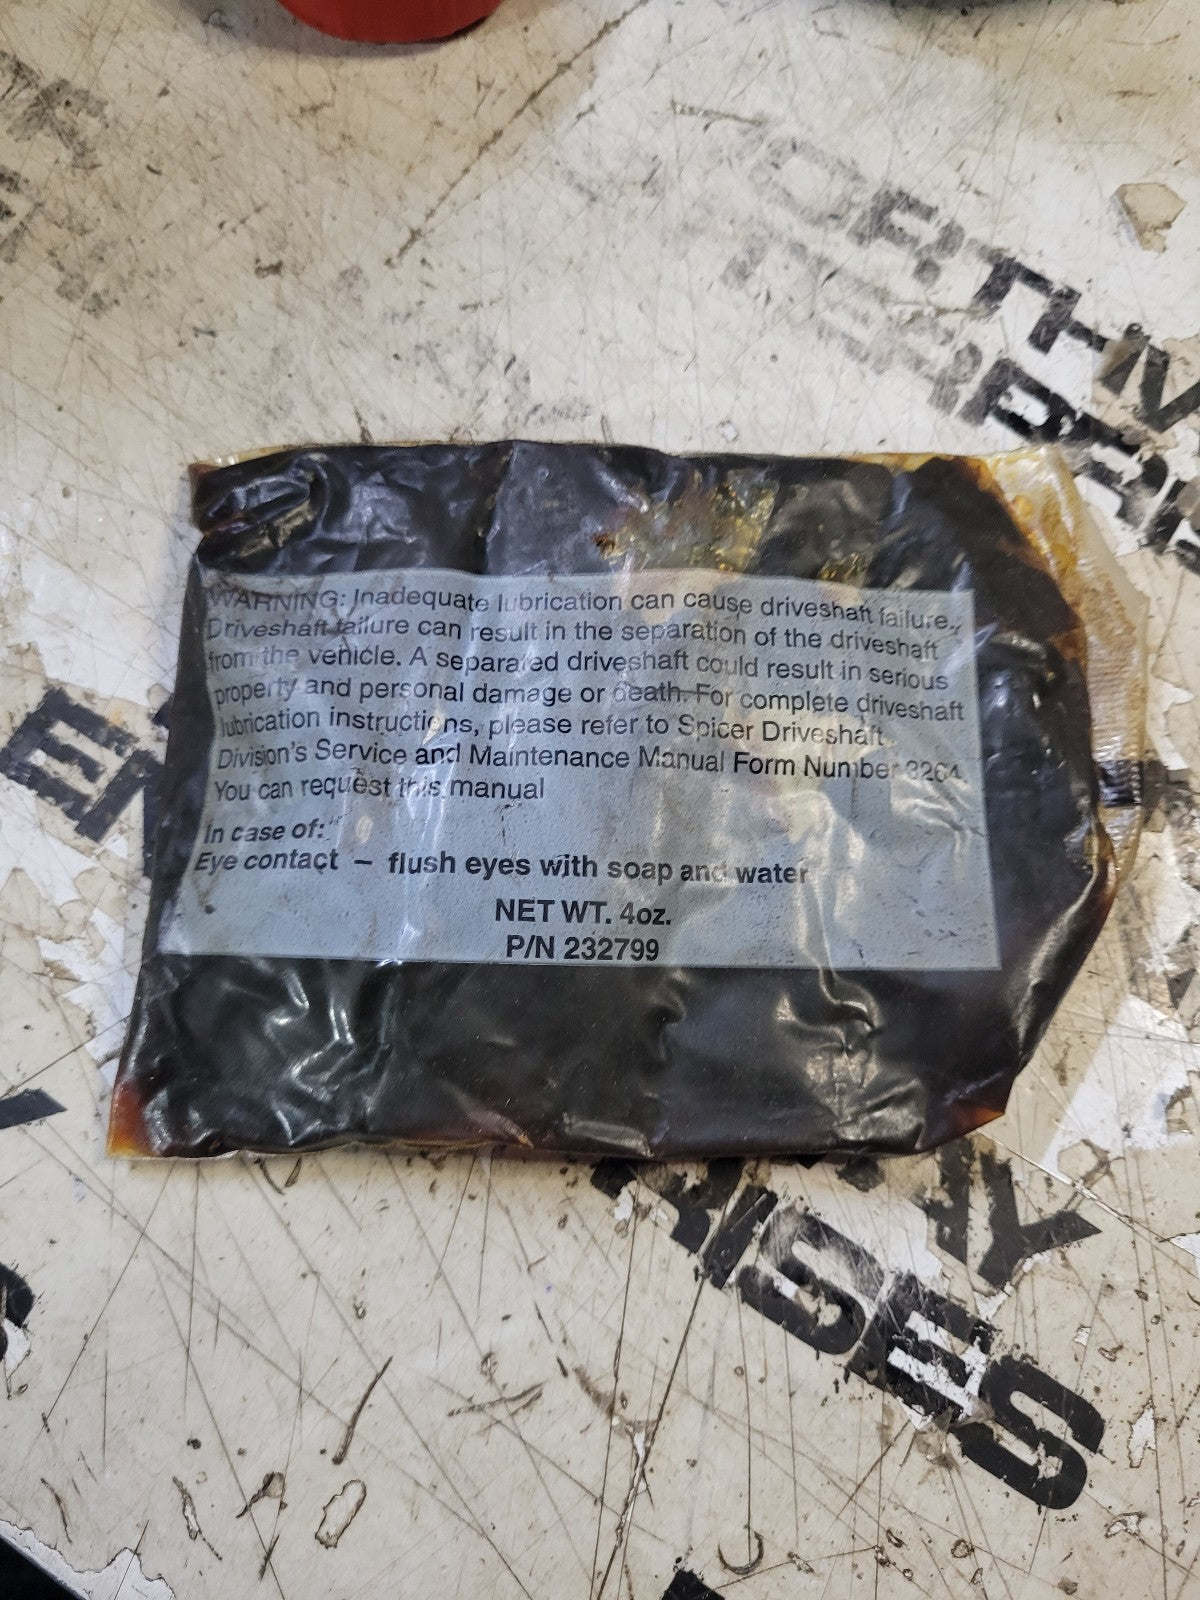 WARNING: Inadequate lubrication can cause driveshaft failure.
Driveshaft failure can result in the separation of the driveshaft
from the vehicle. A separated driveshaft could result in serious
property and personal damage or death. For complete driveshaft
lubrication instructions, please refer to Spicer Driveshaft
Division's Service and Maintenance Manual Form Number 3264.
You can request this manual
In case of:
Eye contact – flush eyes with soap and water
NET WT. 4oz.
P/N 232799